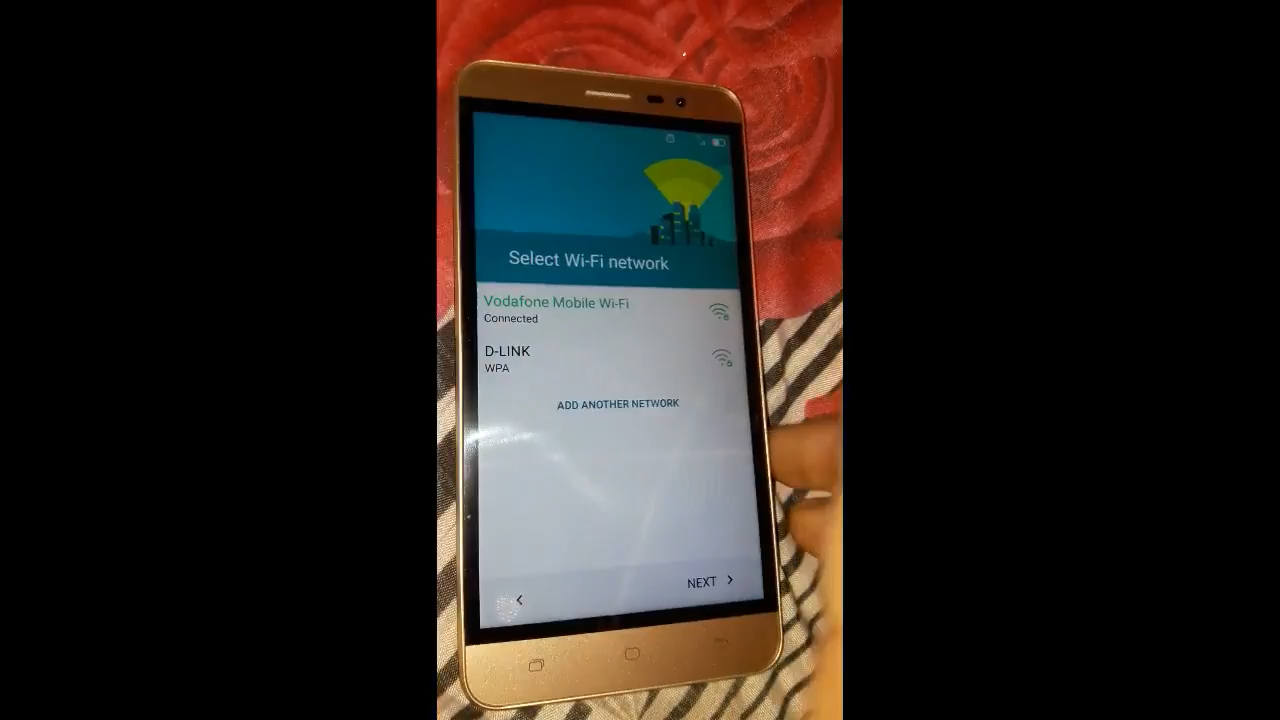 Select Wi-Fi network
Vodafone Mobile Wi-Fi
Connected
D-LINK
WPA
ADD ANOTHER NETWORK
NEXT